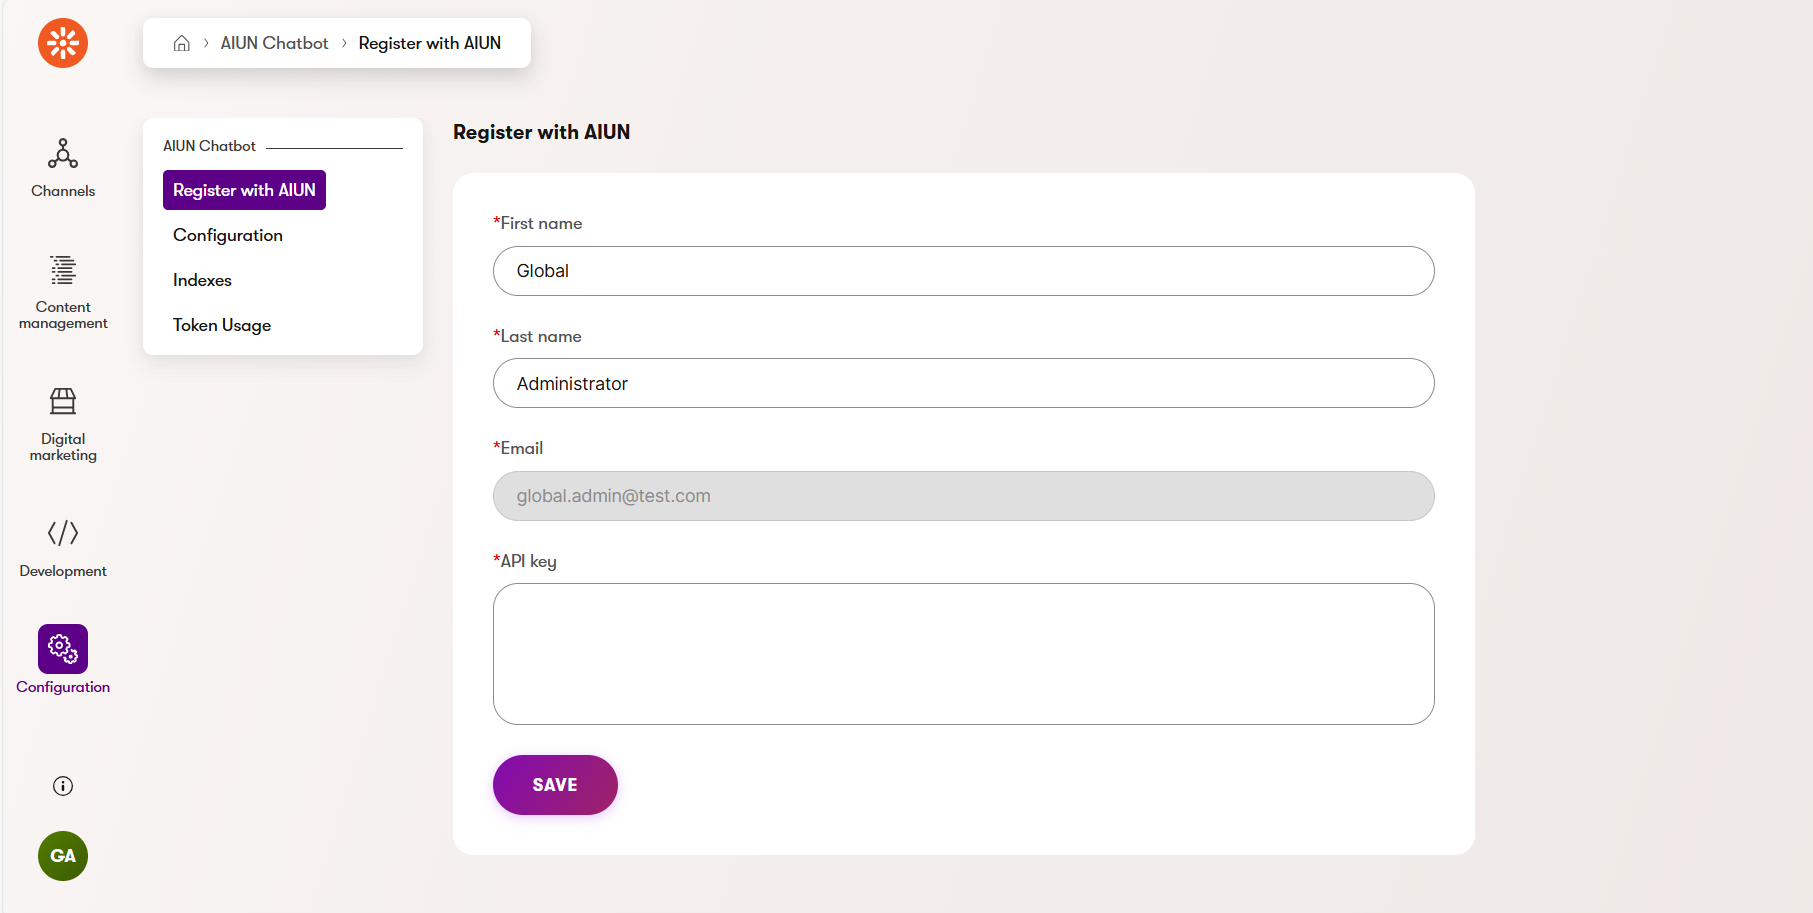 AIUN Chatbot
Register with AIUN
Channels
Content
management
Digital
marketing
Development
Configuration
GA
AIUN Chatbot
Register with AIUN
Configuration
Indexes
Token Usage
Register with AIUN
*First name
Global
*Last name
Administrator
*Email
global.admin@test.com
*API key
SAVE